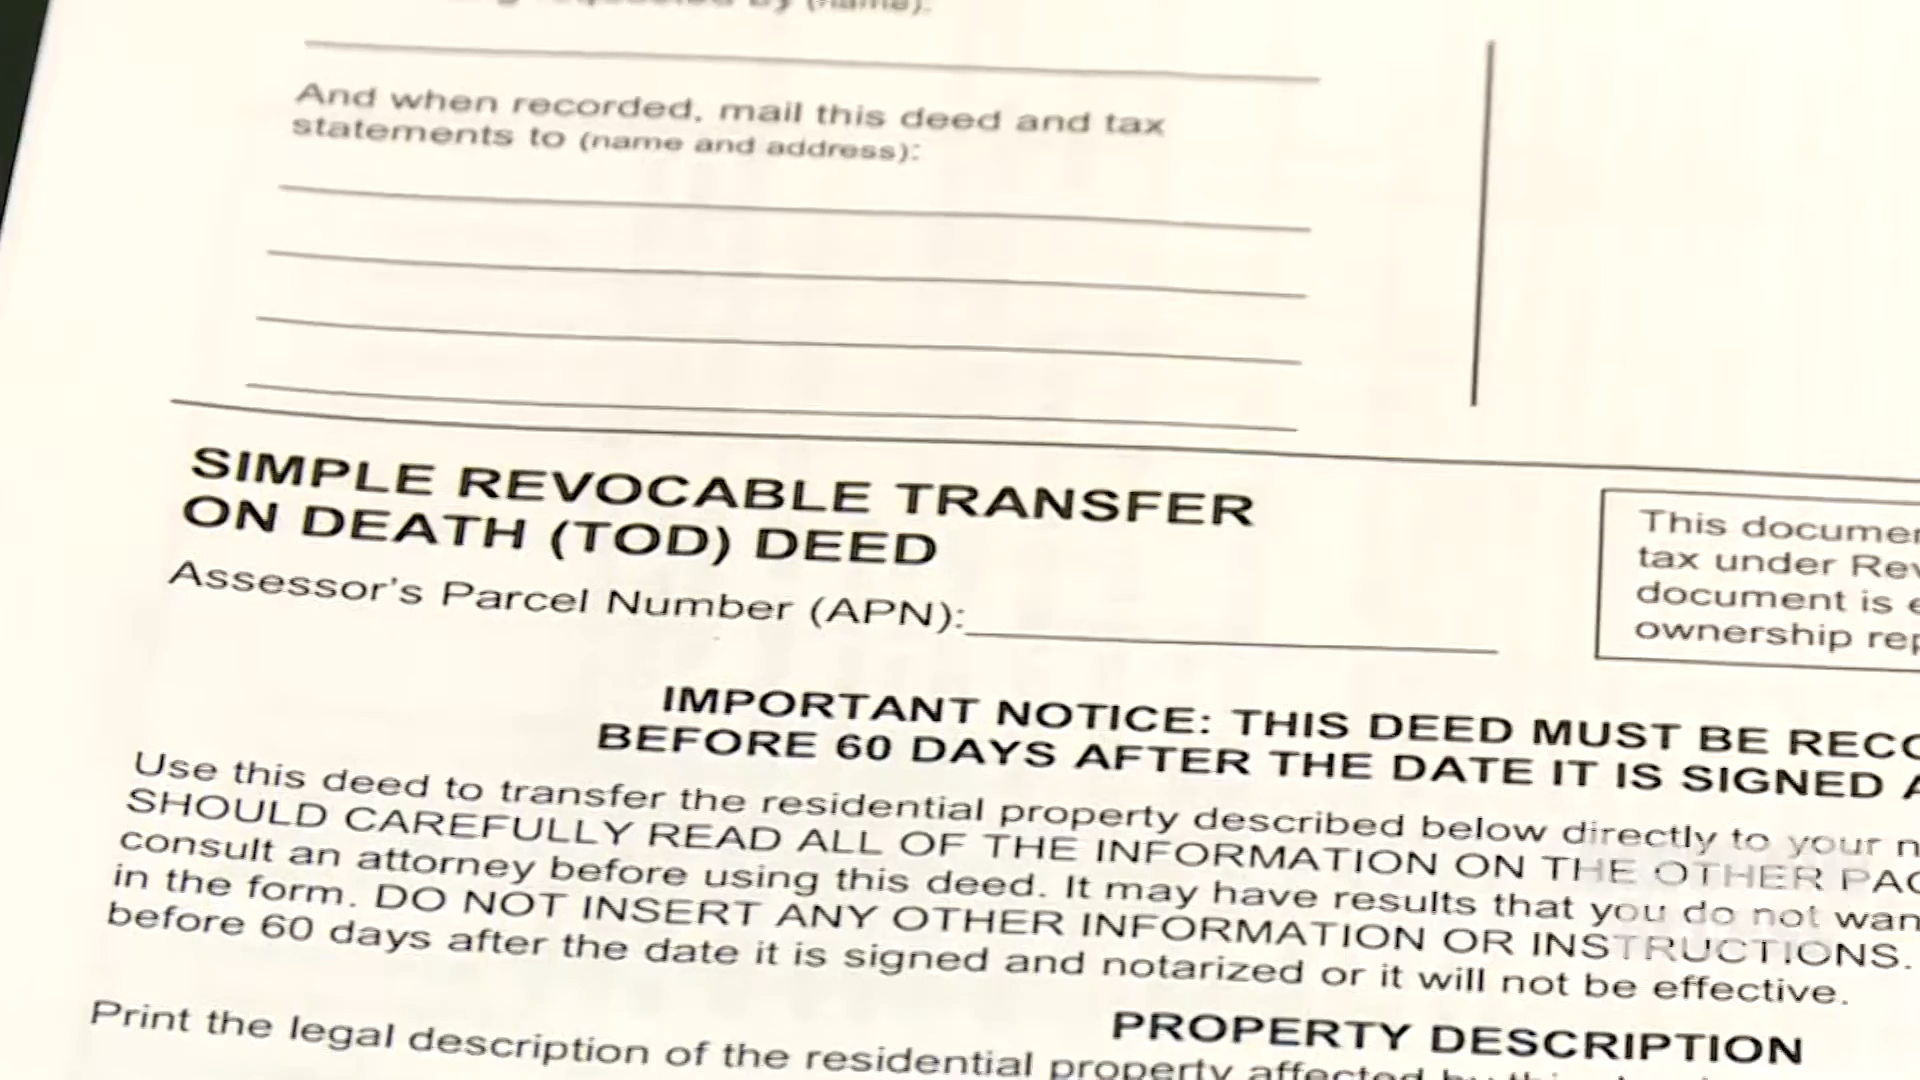 by (name):
And when recorded, mail this deed and tax
statements to (name and address):
SIMPLE REVOCABLE TRANSFER
ON DEATH (TOD) DEED
Assessor's Parcel Number (APN):
This
tax under
document is
ownership
IMPORTANT NOTICE: THIS DEED MUST BE
BEFORE 60 DAYS AFTER THE DATE IT IS SIGNED
Use this deed to transfer the residential property described below directly to your
SHOULD CAREFULLY READ ALL OF THE INFORMATION ON THE OTHER
consult an attorney before using this deed. It may have results that you do not
in the form. DO NOT INSERT ANY OTHER INFORMATION OR INSTRUCTIONS.
before 60 days after the date it is signed and notarized or it will not be effective.
PROPERTY DESCRIPTION
Print the legal description of the residential property affected by